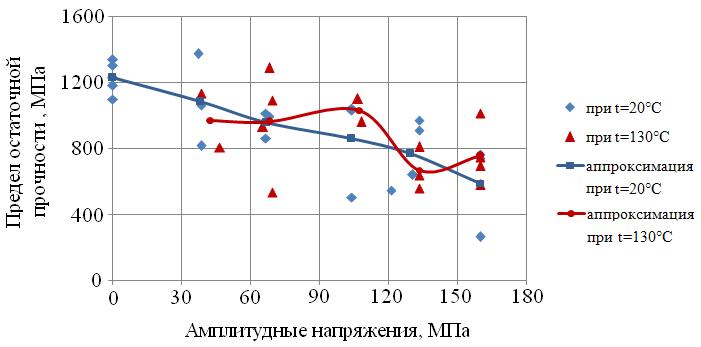 1600
1200
800
400
0
Предел остаточной
прочности , МПа
0 30 60 90 120 150 180
Амплитудные напряжения, МПа
при t=20°C
при t=130°C
аппроксимация
при t=20°C
аппроксимация
при t=130°C